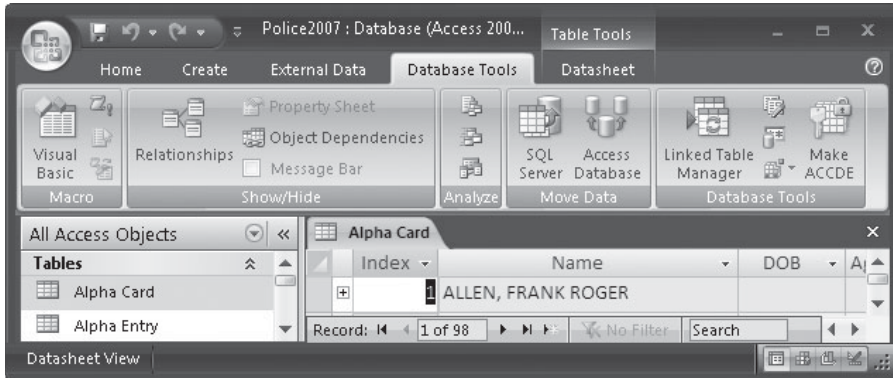 Police2007 : Database (Access 200...
Table Tools
Home Create External Data Database Tools Datasheet
Visual Basic
Relationships
Property Sheet
Object Dependencies
Message Bar
SQL Server
Access Database
Linked Table Manager
Make ACCDE
Macro Show/Hide Analyze Move Data Database Tools
All Access Objects
Alpha Card
Tables
Index Name DOB
Alpha Card
1 ALLEN, FRANK ROGER
Alpha Entry
Record: 1 of 98 No Filter Search
Datasheet View